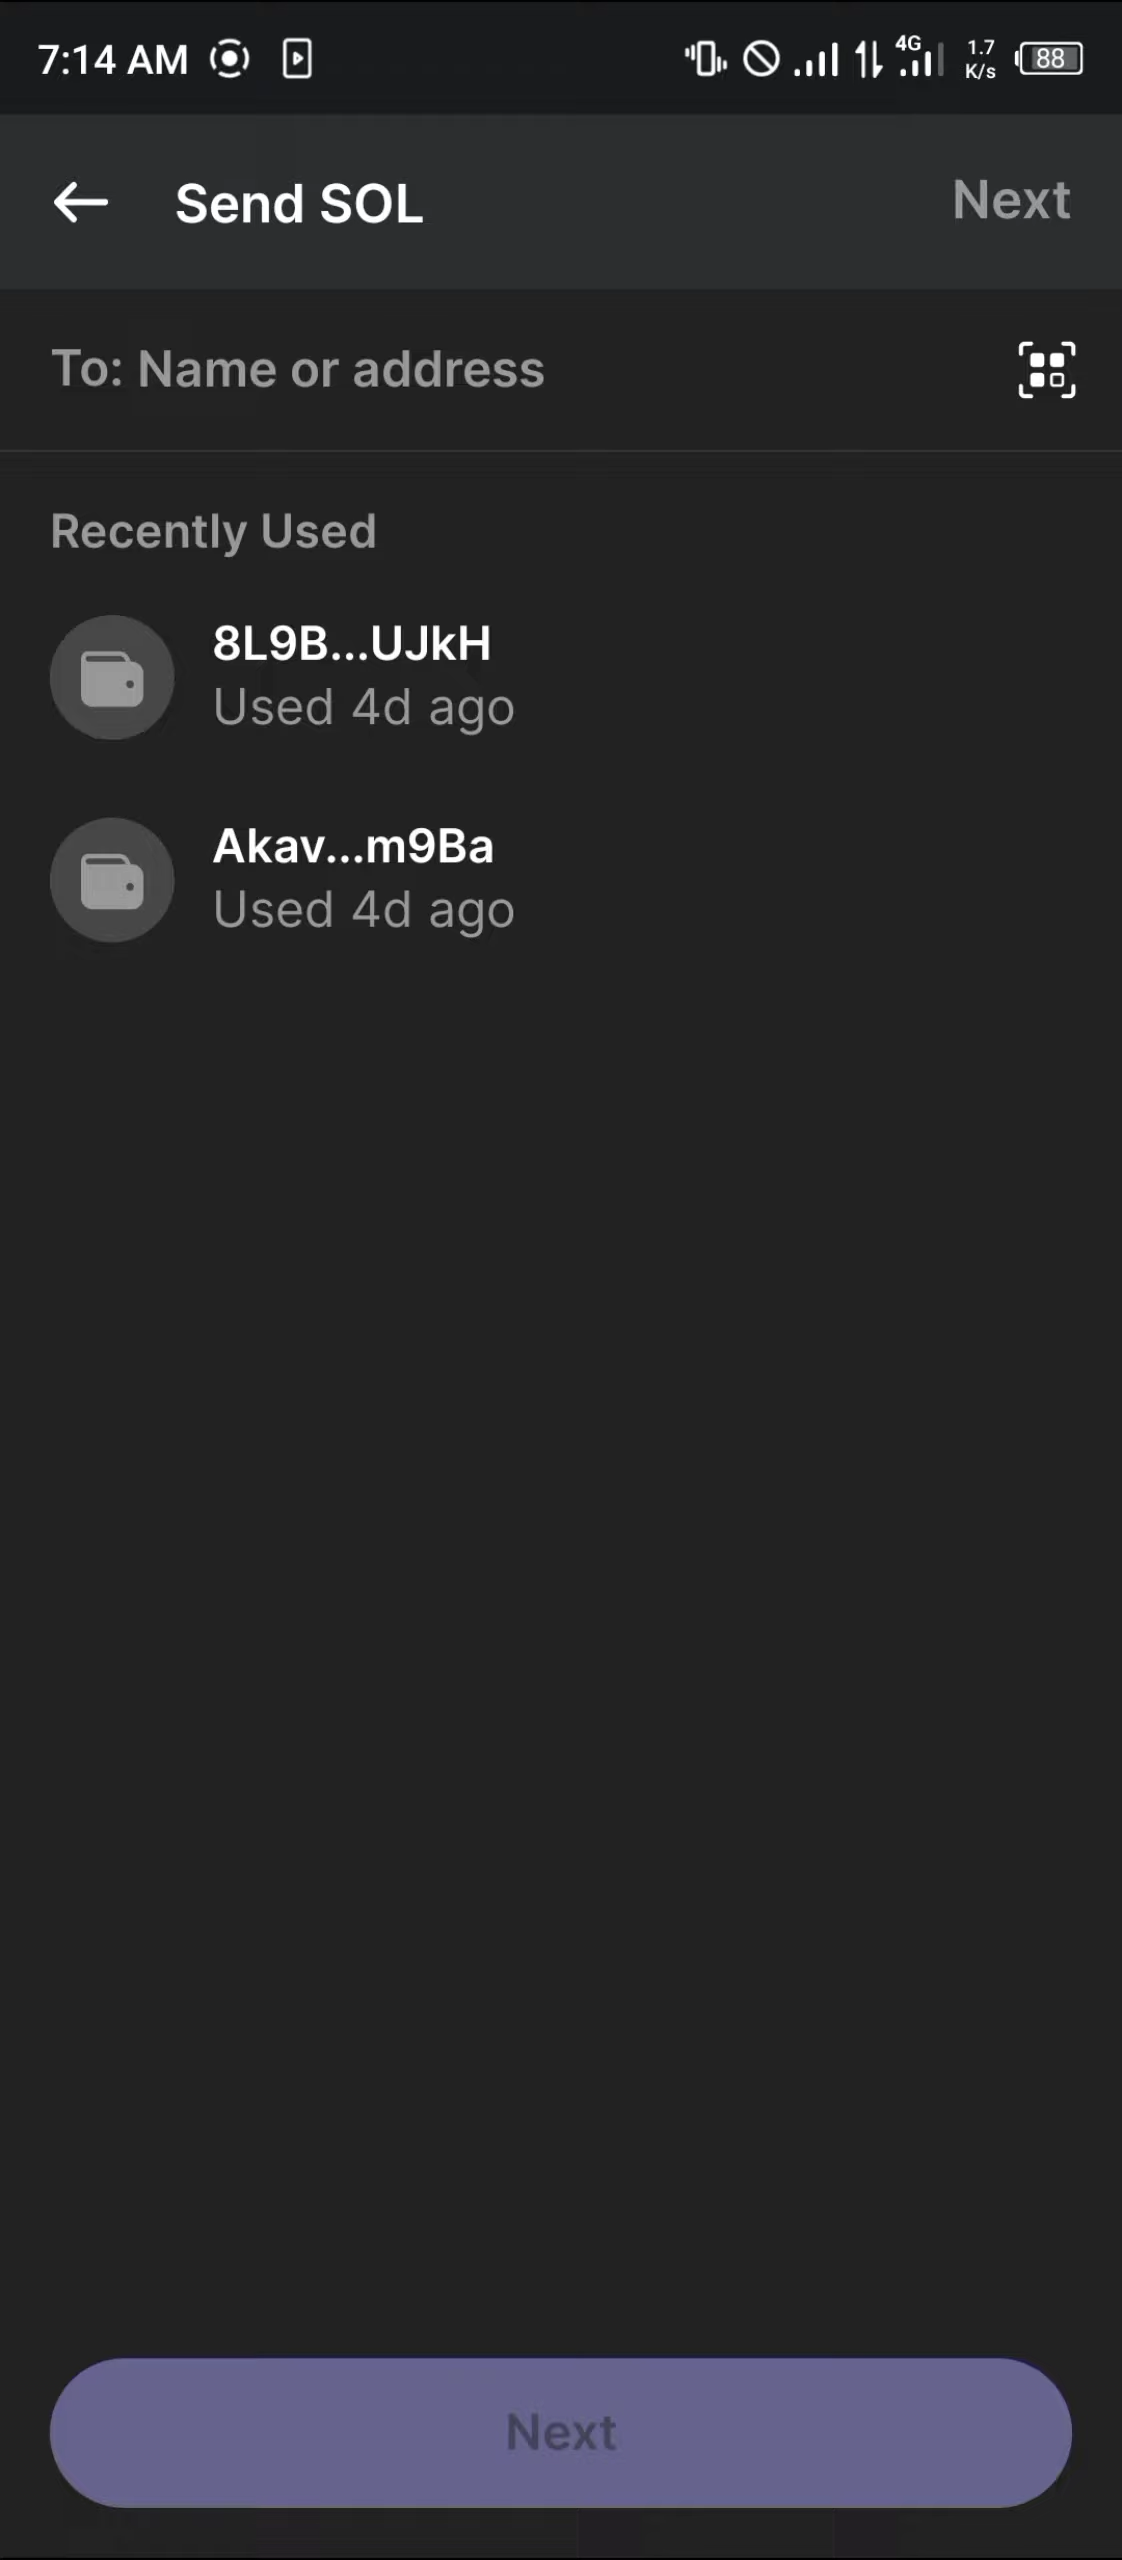 7:14 AM
4G
1.7
K/s
88
Send SOL
Next
To: Name or address
Recently Used
8L9B...UJkH
Used 4d ago
Akav...m9Ba
Used 4d ago
Next